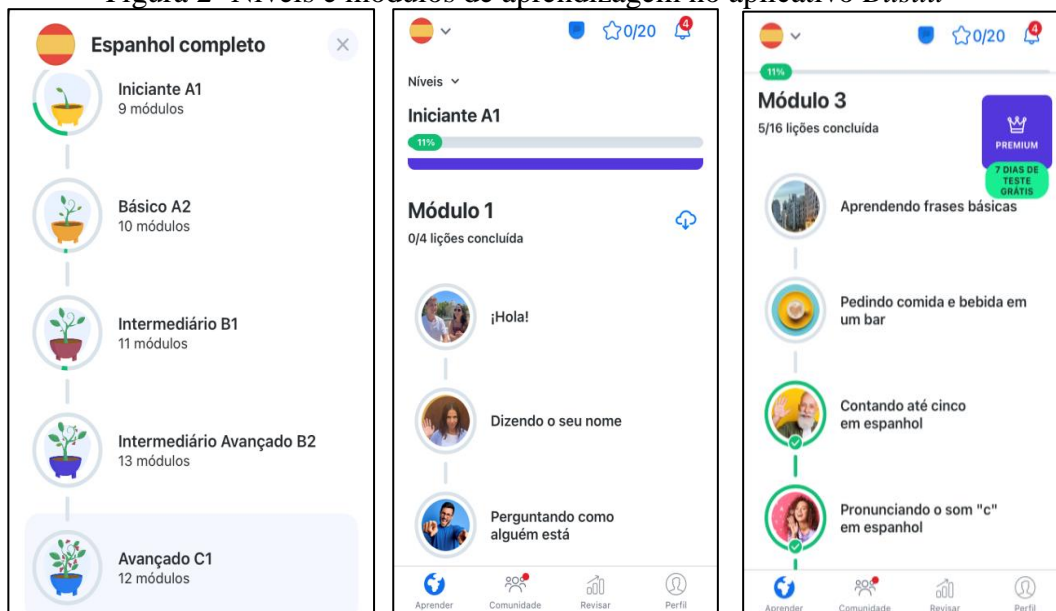 Figura 2- Níveis e módulos de aprendizagem no aplicativo Busuu
Espanhol completo
Iniciante A1
9 módulos
Básico A2
10 módulos
Intermediário B1
11 módulos
Intermediário Avançado B2
13 módulos
Avançado C1
12 módulos
0/20
4
Níveis
Iniciante A1
11%
Módulo 1
0/4 lições concluída
¡Hola!
Dizendo o seu nome
Perguntando como
alguém está
Aprender Comunidade Revisar Perfil
0/20
4
11%
Módulo 3
5/16 lições concluída
PREMIUM
7 DIAS DE
TESTE
GRÁTIS
Aprendendo frases básicas
Pedindo comida e bebida em
um bar
Contando até cinco
em espanhol
Pronunciando o som "c"
em espanhol
Aprender Comunidade Revisar Perfil